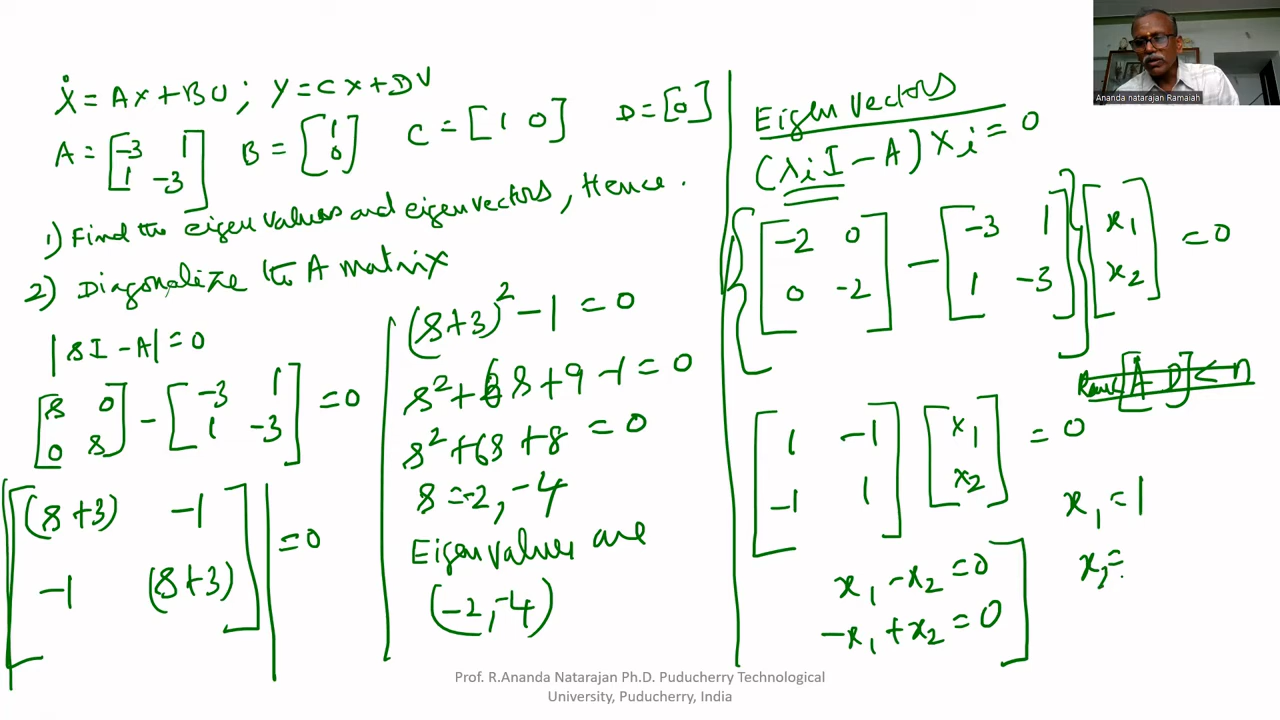 Ẋ = AX + BU ; Y = CX + DU
A = [-3 1; 1 -3] B = [1; 0] C = [1 0] D = [0]
1) Find the eigen values and eigen vectors, Hence.
2) Diagonalize to A matrix
|SI - A| = 0
[S 0; 0 S] - [-3 1; 1 -3] = 0
|[(S+3) -1; -1 (S+3)]| = 0
(S+3)² - 1 = 0
S² + 6S + 9 - 1 = 0
S² + 6S + 8 = 0
S = -2, -4
Eigen values are
(-2, -4)
Eigen Vectors
(λiI - A) Xi = 0
{[-2 0; 0 -2] - [-3 1; 1 -3]} [x1; x2] = 0
[1 -1; -1 1] [x1; x2] = 0
x1 - x2 = 0
-x1 + x2 = 0
x1 = 1
x2 =
Ananda natarajan Ramaiah
Prof. R.Ananda Natarajan Ph.D. Puducherry Technological
University, Puducherry, India